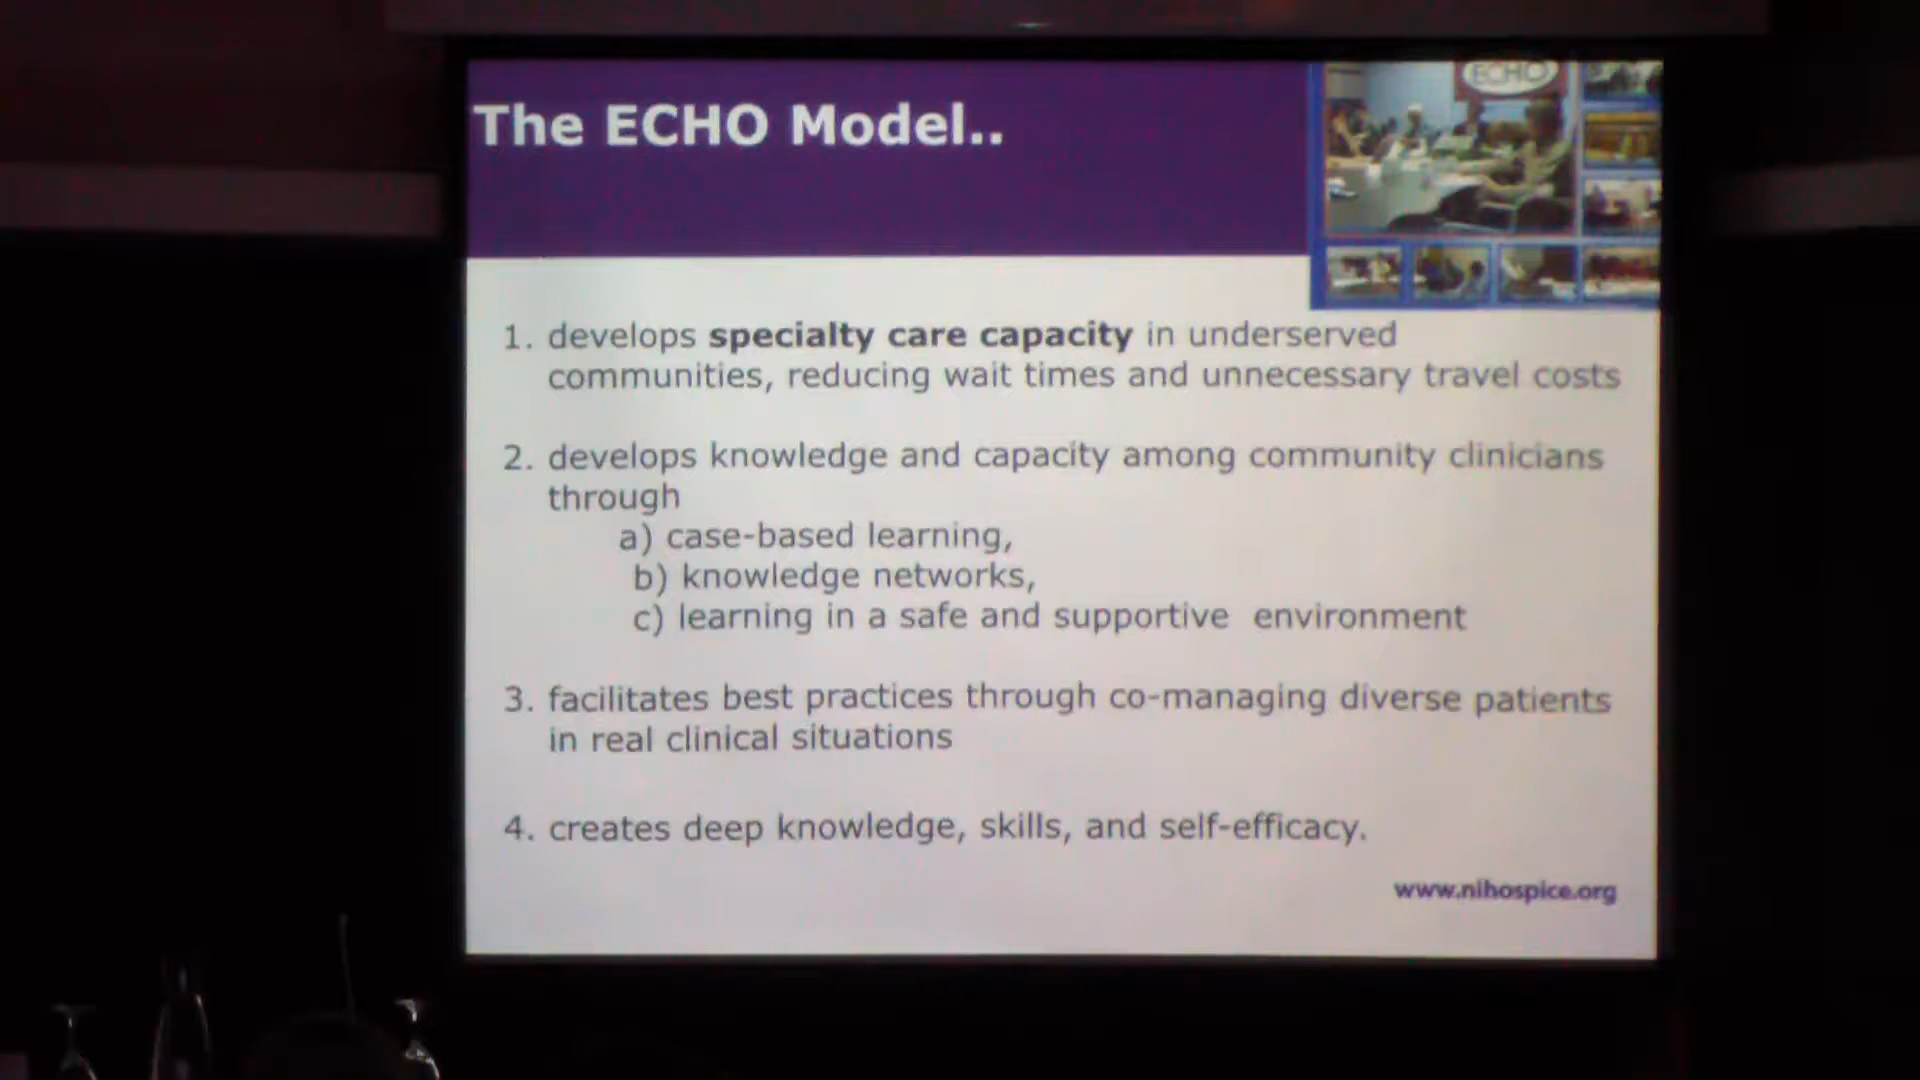 The ECHO Model..
ECHO
1. develops specialty care capacity in underserved
communities, reducing wait times and unnecessary travel costs
2. develops knowledge and capacity among community clinicians
through
a) case-based learning,
b) knowledge networks,
c) learning in a safe and supportive environment
3. facilitates best practices through co-managing diverse patients
in real clinical situations
4. creates deep knowledge, skills, and self-efficacy.
www.nihospice.org